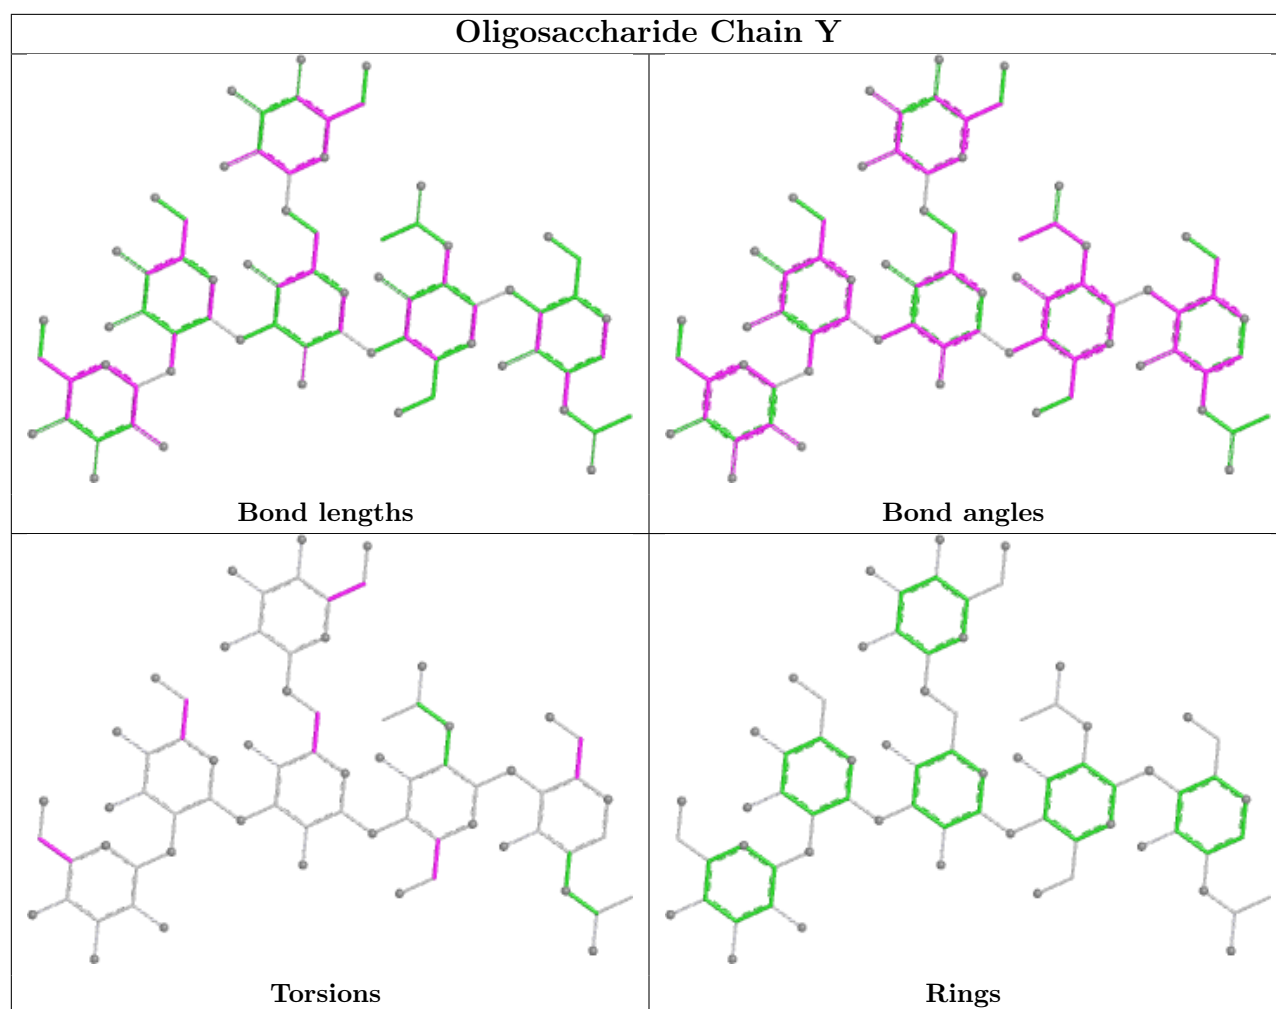 Oligosaccharide Chain Y
Bond lengths
Bond angles
Torsions
Rings